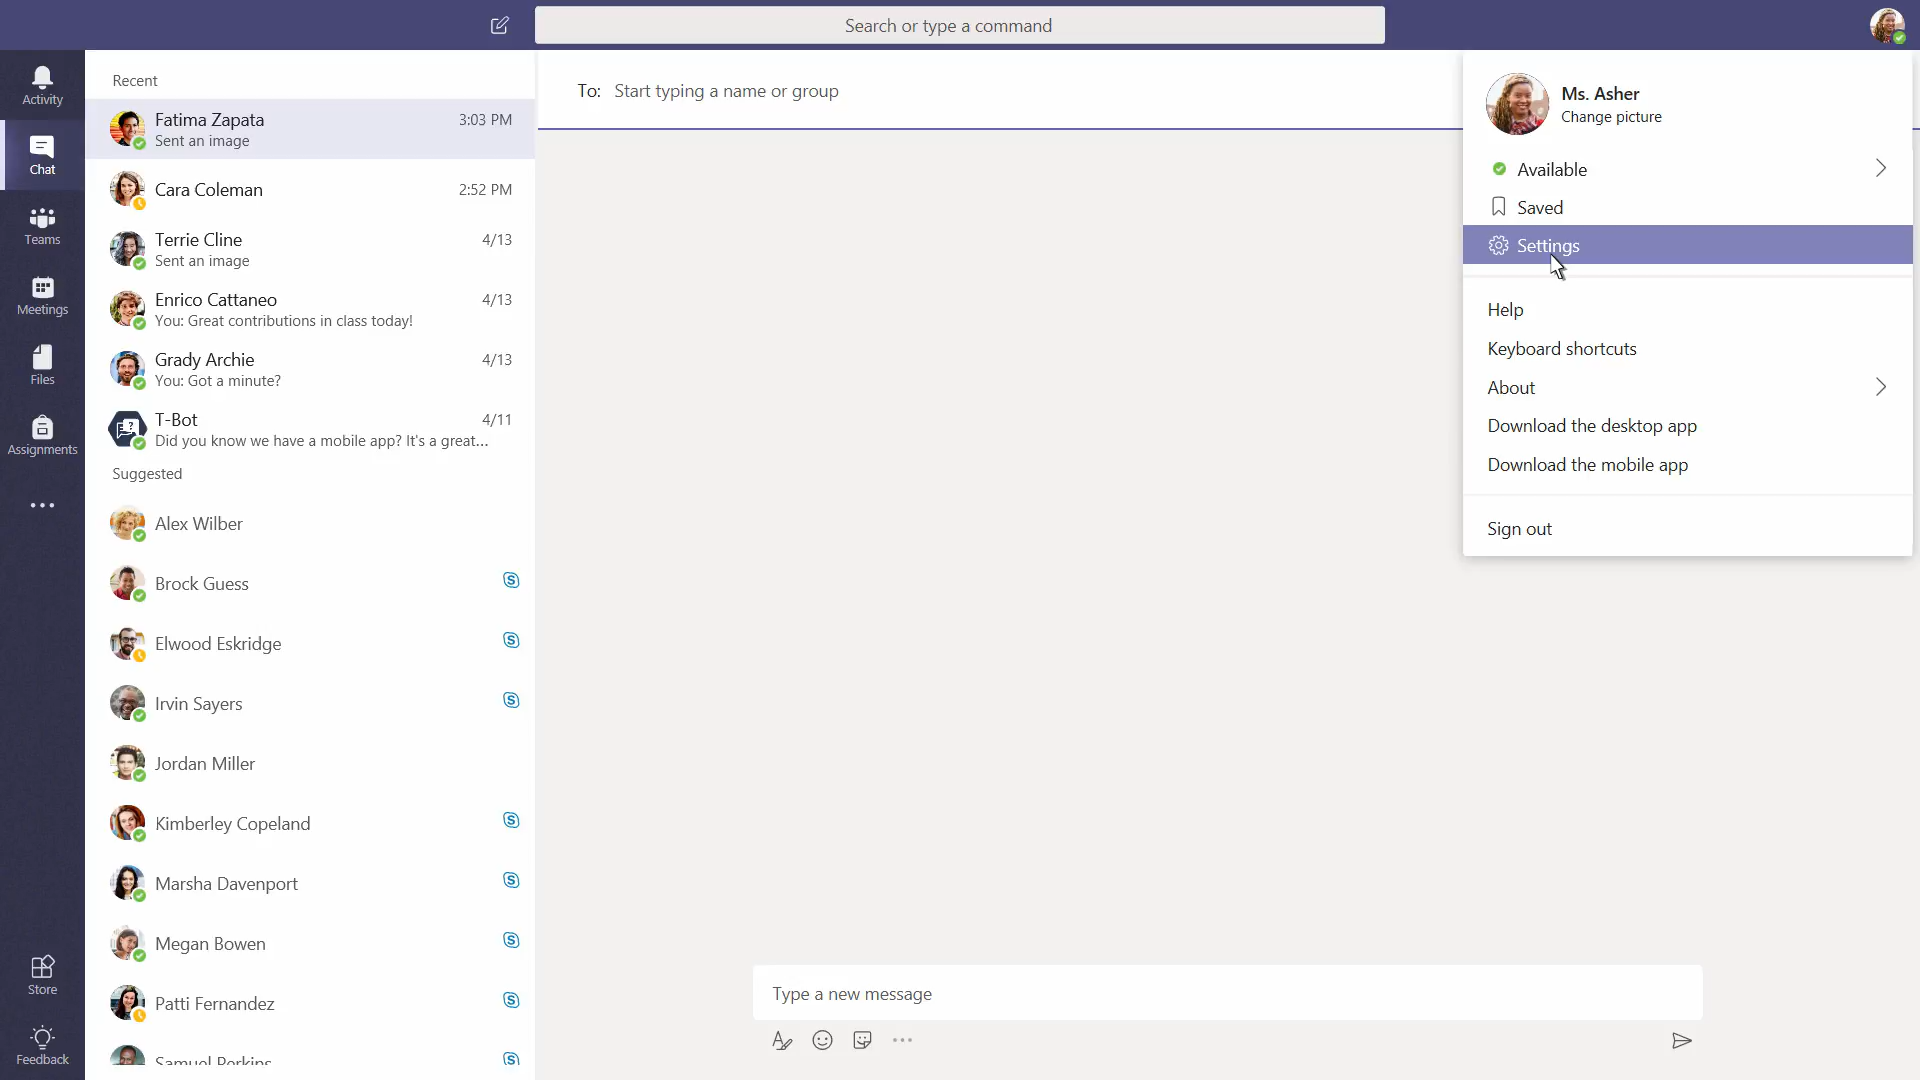 Search or type a command
Activity
Chat
Teams
Meetings
Files
Assignments
Store
Feedback
Recent
Fatima Zapata 3:03 PM
Sent an image
Cara Coleman 2:52 PM
Terrie Cline 4/13
Sent an image
Enrico Cattaneo 4/13
You: Great contributions in class today!
Grady Archie 4/13
You: Got a minute?
T-Bot 4/11
Did you know we have a mobile app? It's a great...
Suggested
Alex Wilber
Brock Guess
Elwood Eskridge
Irvin Sayers
Jordan Miller
Kimberley Copeland
Marsha Davenport
Megan Bowen
Patti Fernandez
Samuel Perkins
To: Start typing a name or group
Type a new message
Ms. Asher
Change picture
Available
Saved
Settings
Help
Keyboard shortcuts
About
Download the desktop app
Download the mobile app
Sign out